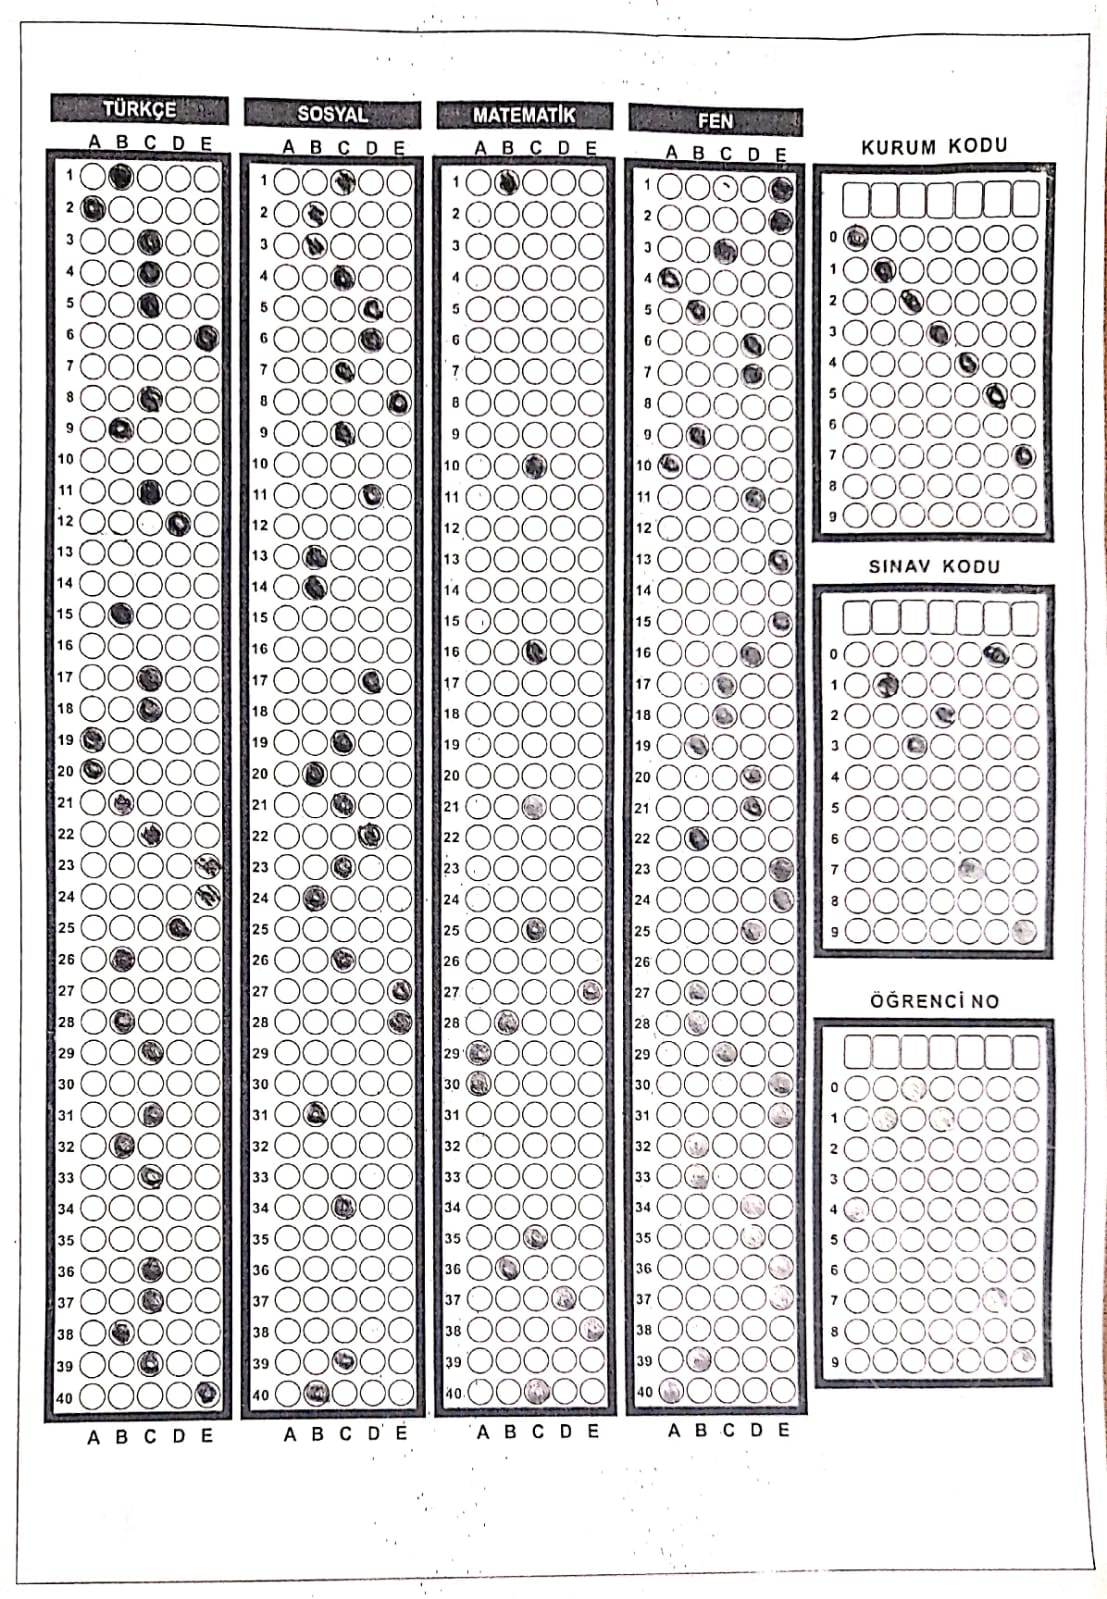 TÜRKÇE SOSYAL MATEMATİK FEN
A B C D E A B C D E A B C D E A B C D E
KURUM KODU
1 1 1 1
2 2 2 2
3 3 3 3 0
4 4 4 4 1
5 5 5 5 2
6 6 6 6 3
7 7 7 7 4
8 8 8 8 5
9 9 9 9 6
10 10 10 10 7
11 11 11 11 8
12 12 12 12 9
13 13 13 13
SINAV KODU
14 14 14 14
15 15 15 15
16 16 16 16 0
17 17 17 17 1
18 18 18 18 2
19 19 19 19 3
20 20 20 20 4
21 21 21 21 5
22 22 22 22 6
23 23 23 23 7
24 24 24 24 8
25 25 25 25 9
26 26 26 26
27 27 27 27
ÖĞRENCİ NO
28 28 28 28
29 29 29 29
30 30 30 30 0
31 31 31 31 1
32 32 32 32 2
33 33 33 33 3
34 34 34 34 4
35 35 35 35 5
36 36 36 36 6
37 37 37 37 7
38 38 38 38 8
39 39 39 39 9
40 40 40 40
A B C D E A B C D E A B C D E A B C D E